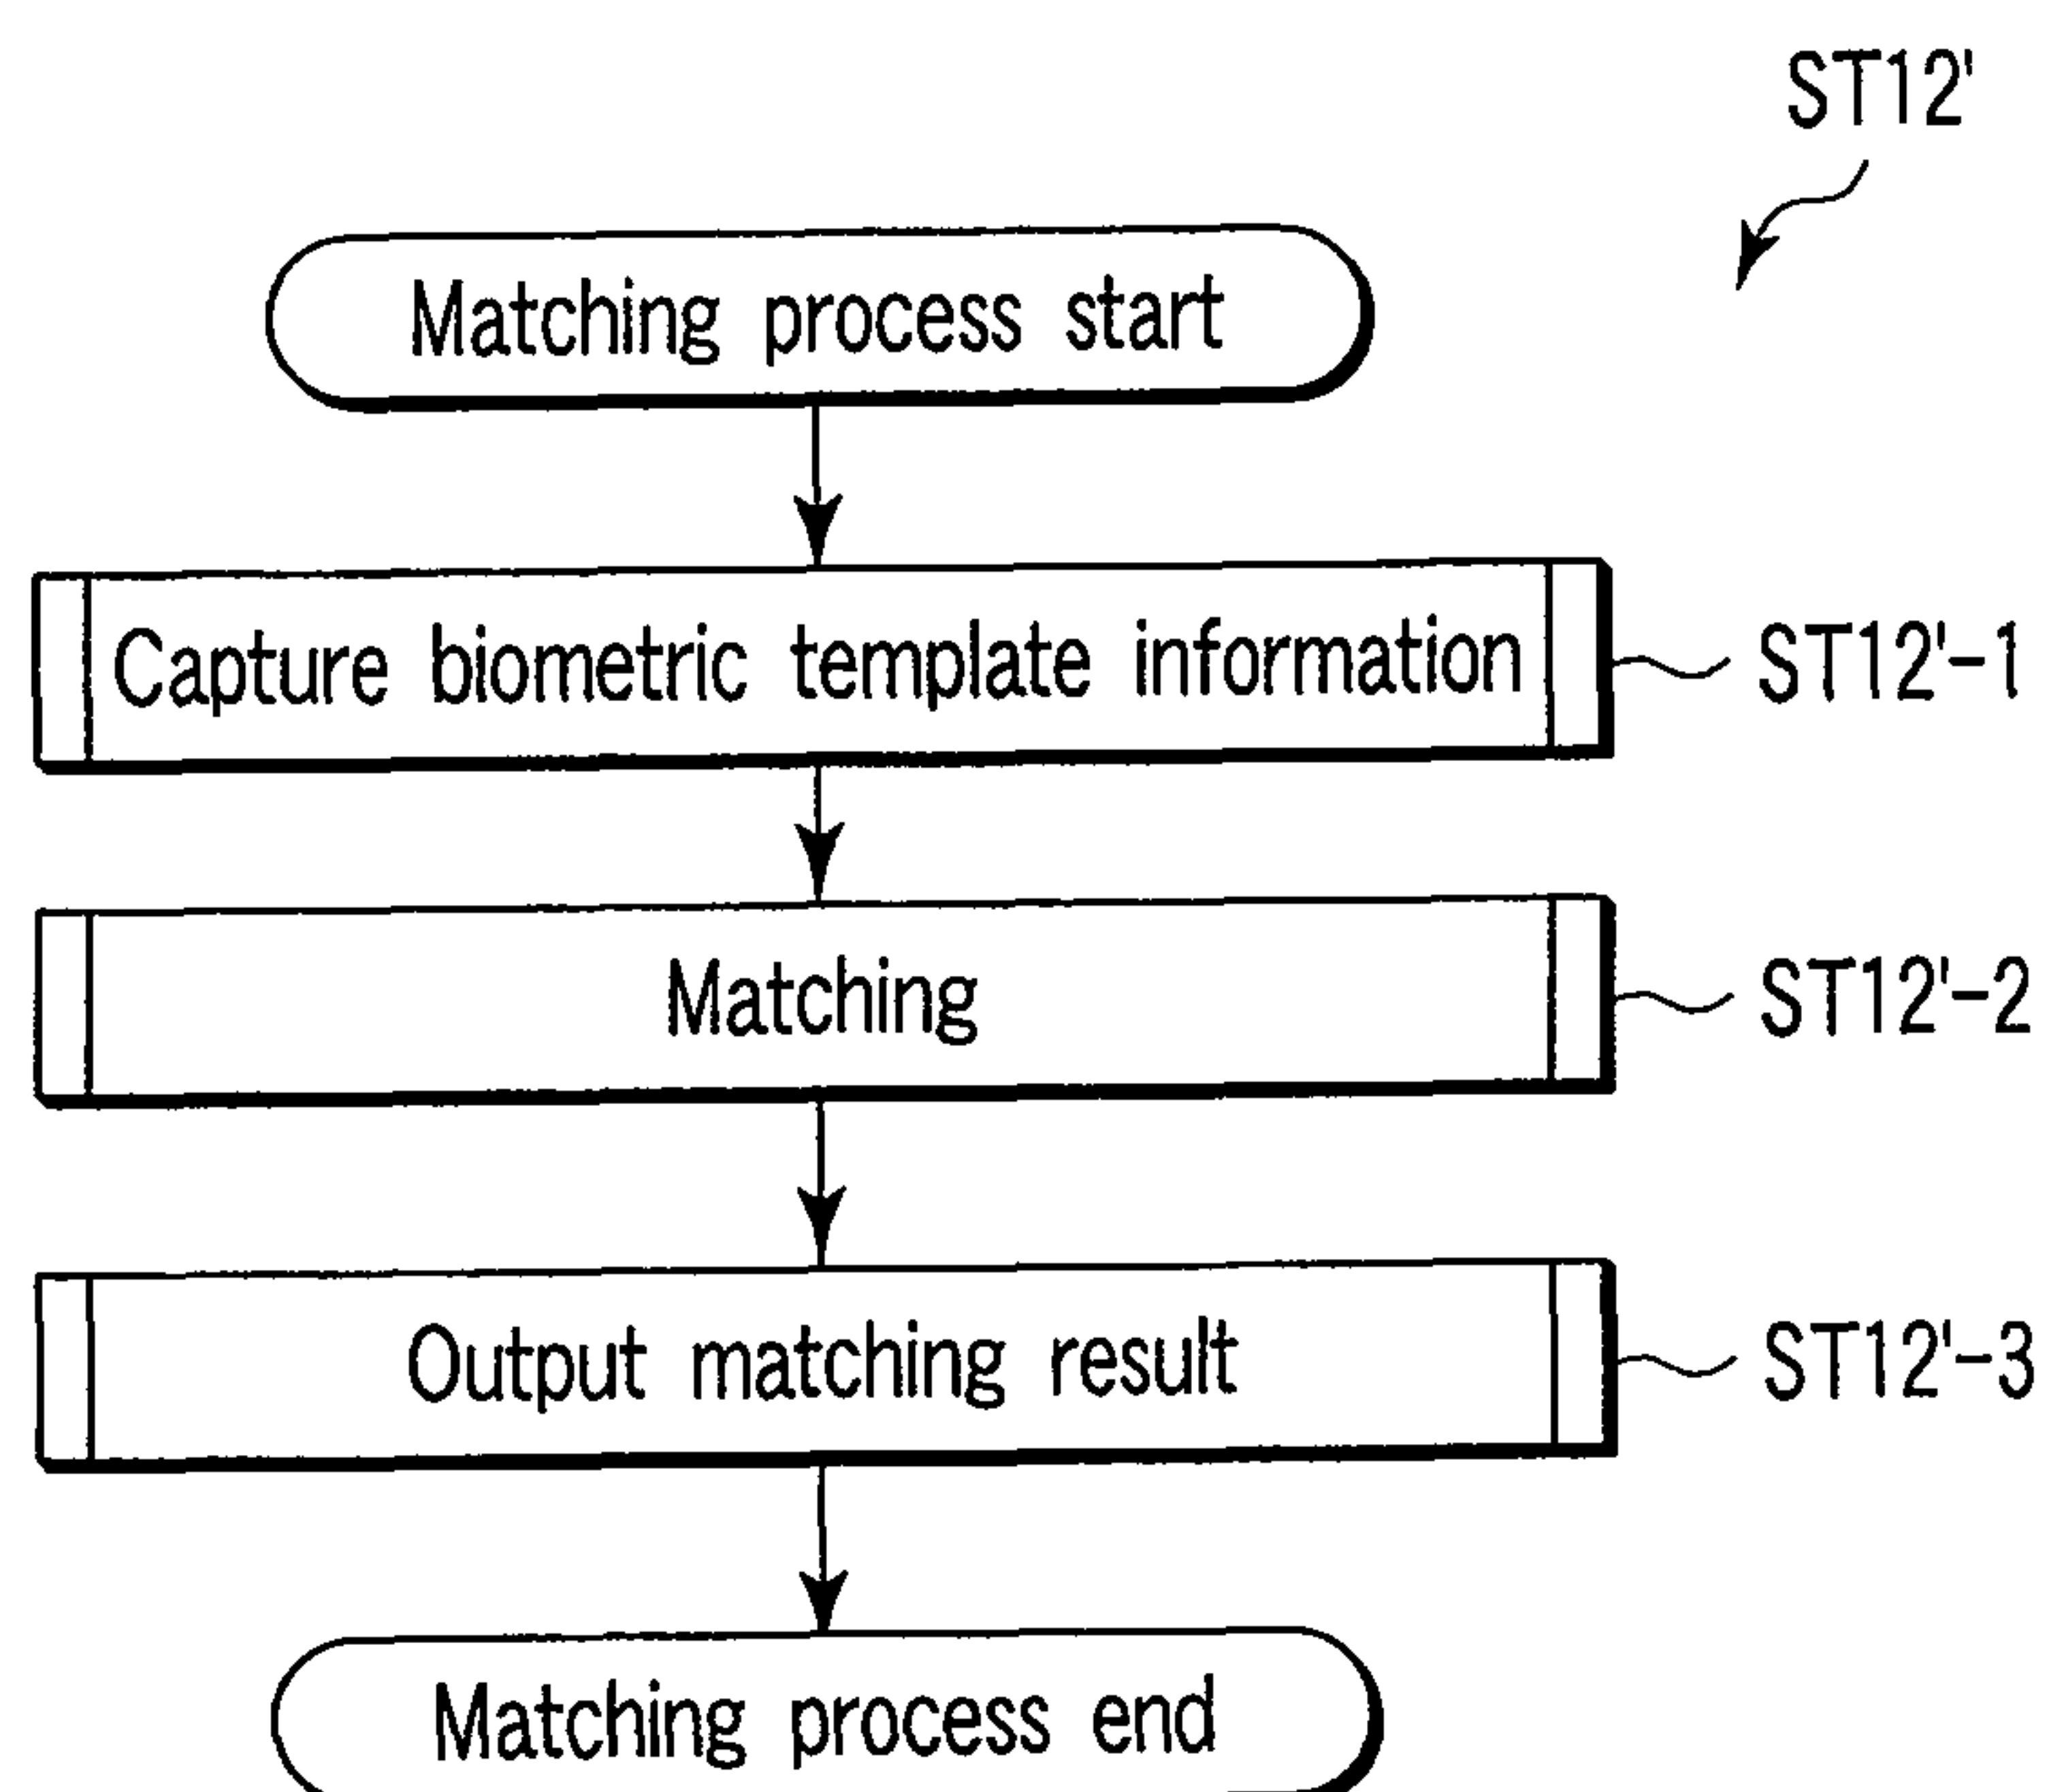 ST12'
Matching process start
Capture biometric template information
ST12'-1
Matching
ST12'-2
Output matching result
ST12'-3
Matching process end